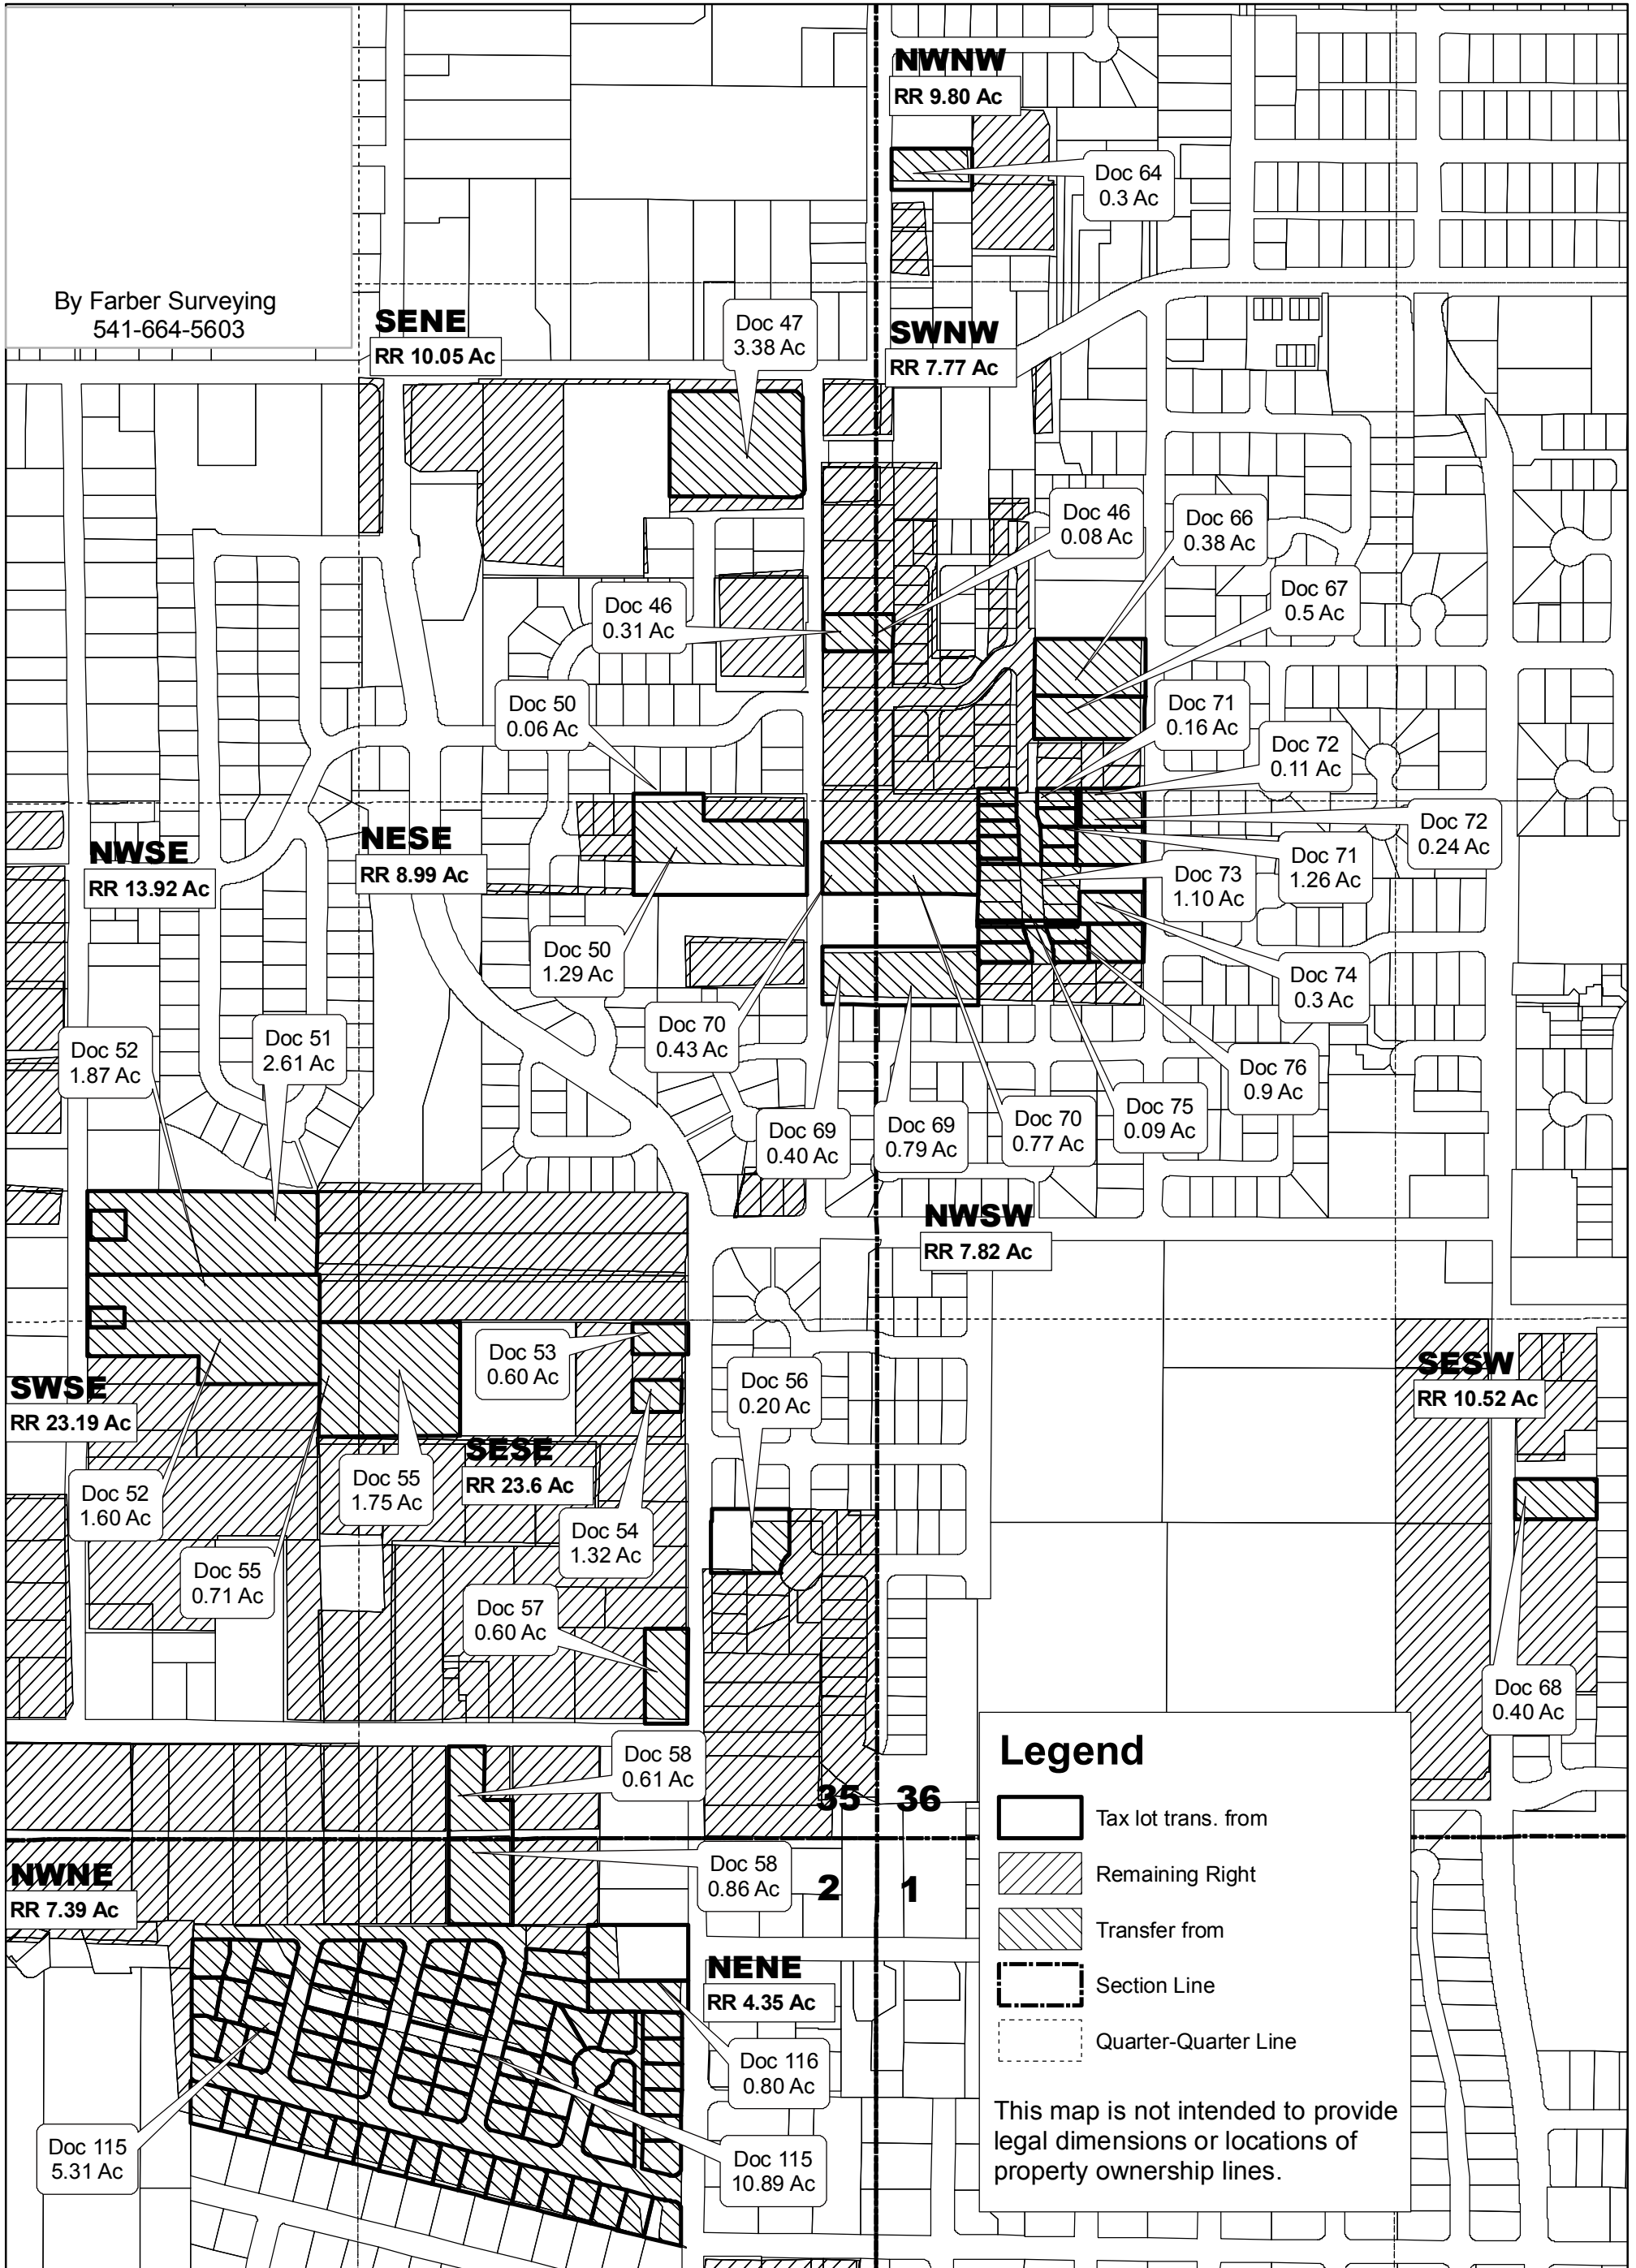 NWNW
RR 9.80 Ac
Doc 64
0.3 Ac
By Farber Surveying
541-664-5603
SENE
RR 10.05 Ac
Doc 47
3.38 Ac
SWNW
RR 7.77 Ac
Doc 46
0.08 Ac
Doc 66
0.38 Ac
Doc 67
0.5 Ac
Doc 46
0.31 Ac
Doc 50
0.06 Ac
Doc 71
0.16 Ac
Doc 72
0.11 Ac
Doc 72
0.24 Ac
NWSE
RR 13.92 Ac
NESE
RR 8.99 Ac
Doc 71
1.26 Ac
Doc 73
1.10 Ac
Doc 50
1.29 Ac
Doc 74
0.3 Ac
Doc 52
1.87 Ac
Doc 51
2.61 Ac
Doc 70
0.43 Ac
Doc 76
0.9 Ac
Doc 69
0.40 Ac
Doc 69
0.79 Ac
Doc 70
0.77 Ac
Doc 75
0.09 Ac
NWSW
RR 7.82 Ac
Doc 53
0.60 Ac
Doc 56
0.20 Ac
SESW
RR 10.52 Ac
SWSE
RR 23.19 Ac
SESE
RR 23.6 Ac
Doc 52
1.60 Ac
Doc 55
1.75 Ac
Doc 54
1.32 Ac
Doc 55
0.71 Ac
Doc 57
0.60 Ac
Doc 68
0.40 Ac
Doc 58
0.61 Ac
35 36
Doc 58
0.86 Ac
2 1
NWNE
RR 7.39 Ac
NENE
RR 4.35 Ac
Doc 116
0.80 Ac
Doc 115
5.31 Ac
Doc 115
10.89 Ac
Legend
Tax lot trans. from
Remaining Right
Transfer from
Section Line
Quarter-Quarter Line
This map is not intended to provide
legal dimensions or locations of
property ownership lines.